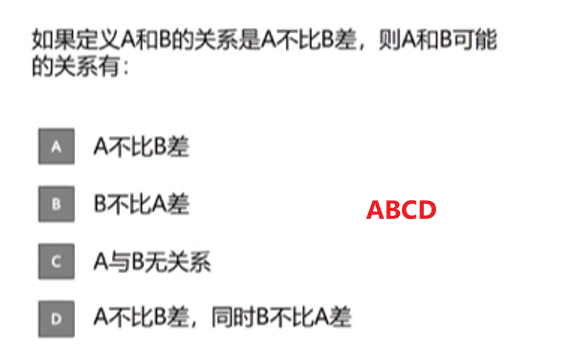 如果定义A和B的关系是A不比B差，则A和B可能
的关系有：
A A不比B差
B B不比A差
ABCD
C A与B无关系
D A不比B差，同时B不比A差